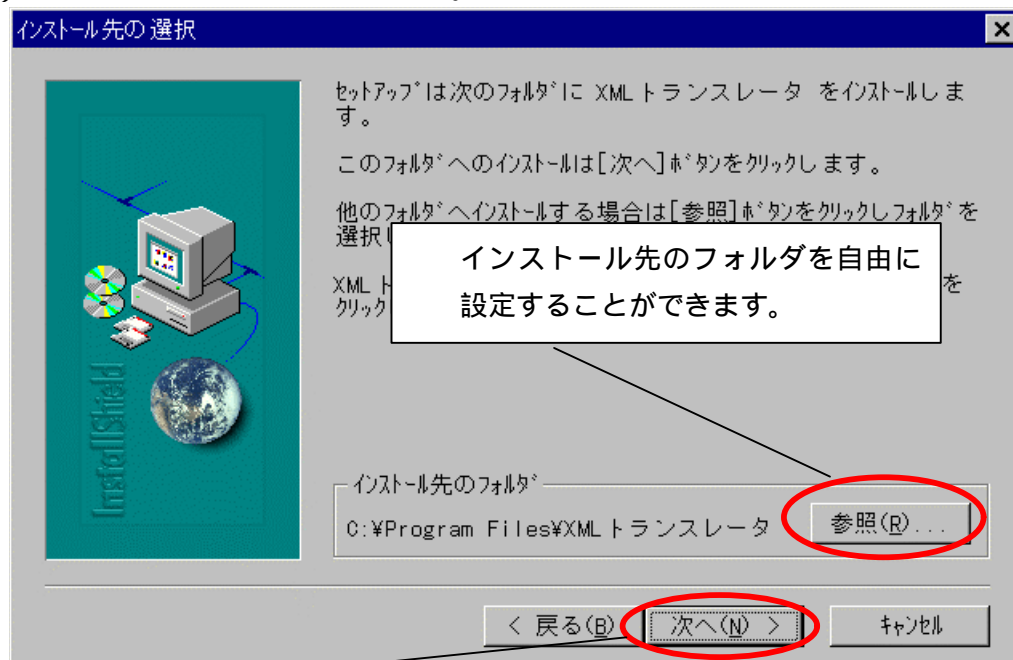 インストール先の選択
ｾｯﾄｱｯﾌﾟは次のﾌｫﾙﾀﾞに XMLトランスレータ をｲﾝｽﾄｰﾙしま
す。
このﾌｫﾙﾀﾞへのｲﾝｽﾄｰﾙは[次へ]ﾎﾞﾀﾝをｸﾘｯｸします。
他のﾌｫﾙﾀﾞへｲﾝｽﾄｰﾙする場合は[参照]ﾎﾞﾀﾝをｸﾘｯｸしﾌｫﾙﾀﾞを
選択
インストール先のフォルダを自由に
設定することができます。
XML を
ｸﾘｯｸ
InstallShield
ｲﾝｽﾄｰﾙ先のﾌｫﾙﾀﾞ
C:¥Program Files¥XMLトランスレータ
参照(R)...
< 戻る(B)
次へ(N) >
ｷｬﾝｾﾙ